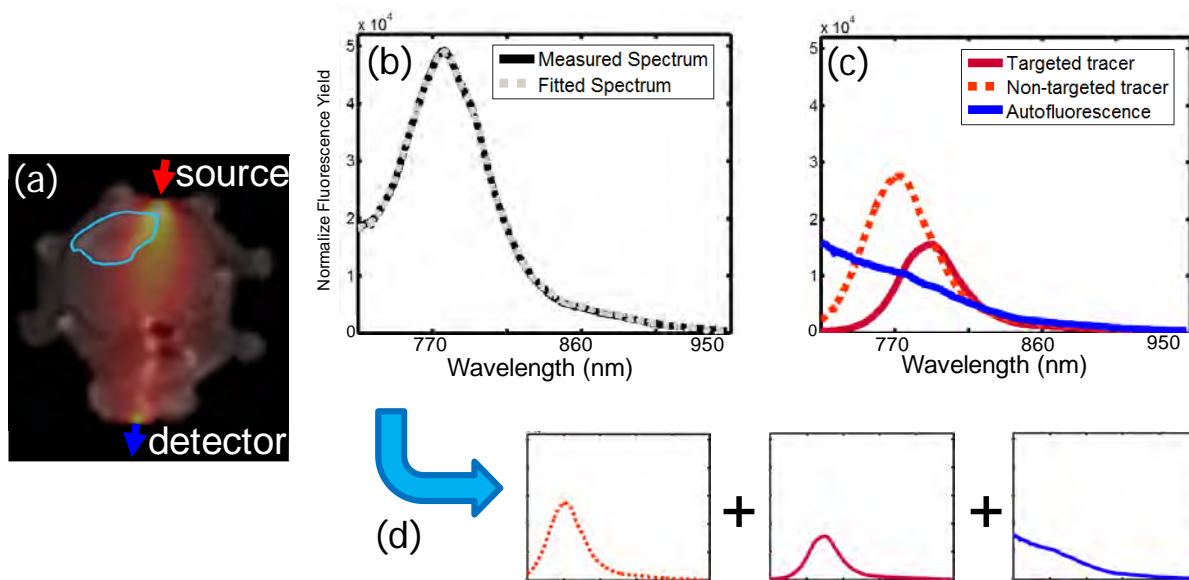 (a)
source
detector
x 10⁴
(b)
Measured Spectrum
Fitted Spectrum
Normalize Fluorescence Yield
5
4
3
2
1
0
770
860
950
Wavelength (nm)
x 10⁴
(c)
Targeted tracer
Non-targeted tracer
Autofluorescence
5
4
3
2
1
0
770
860
950
Wavelength (nm)
(d)
+
+